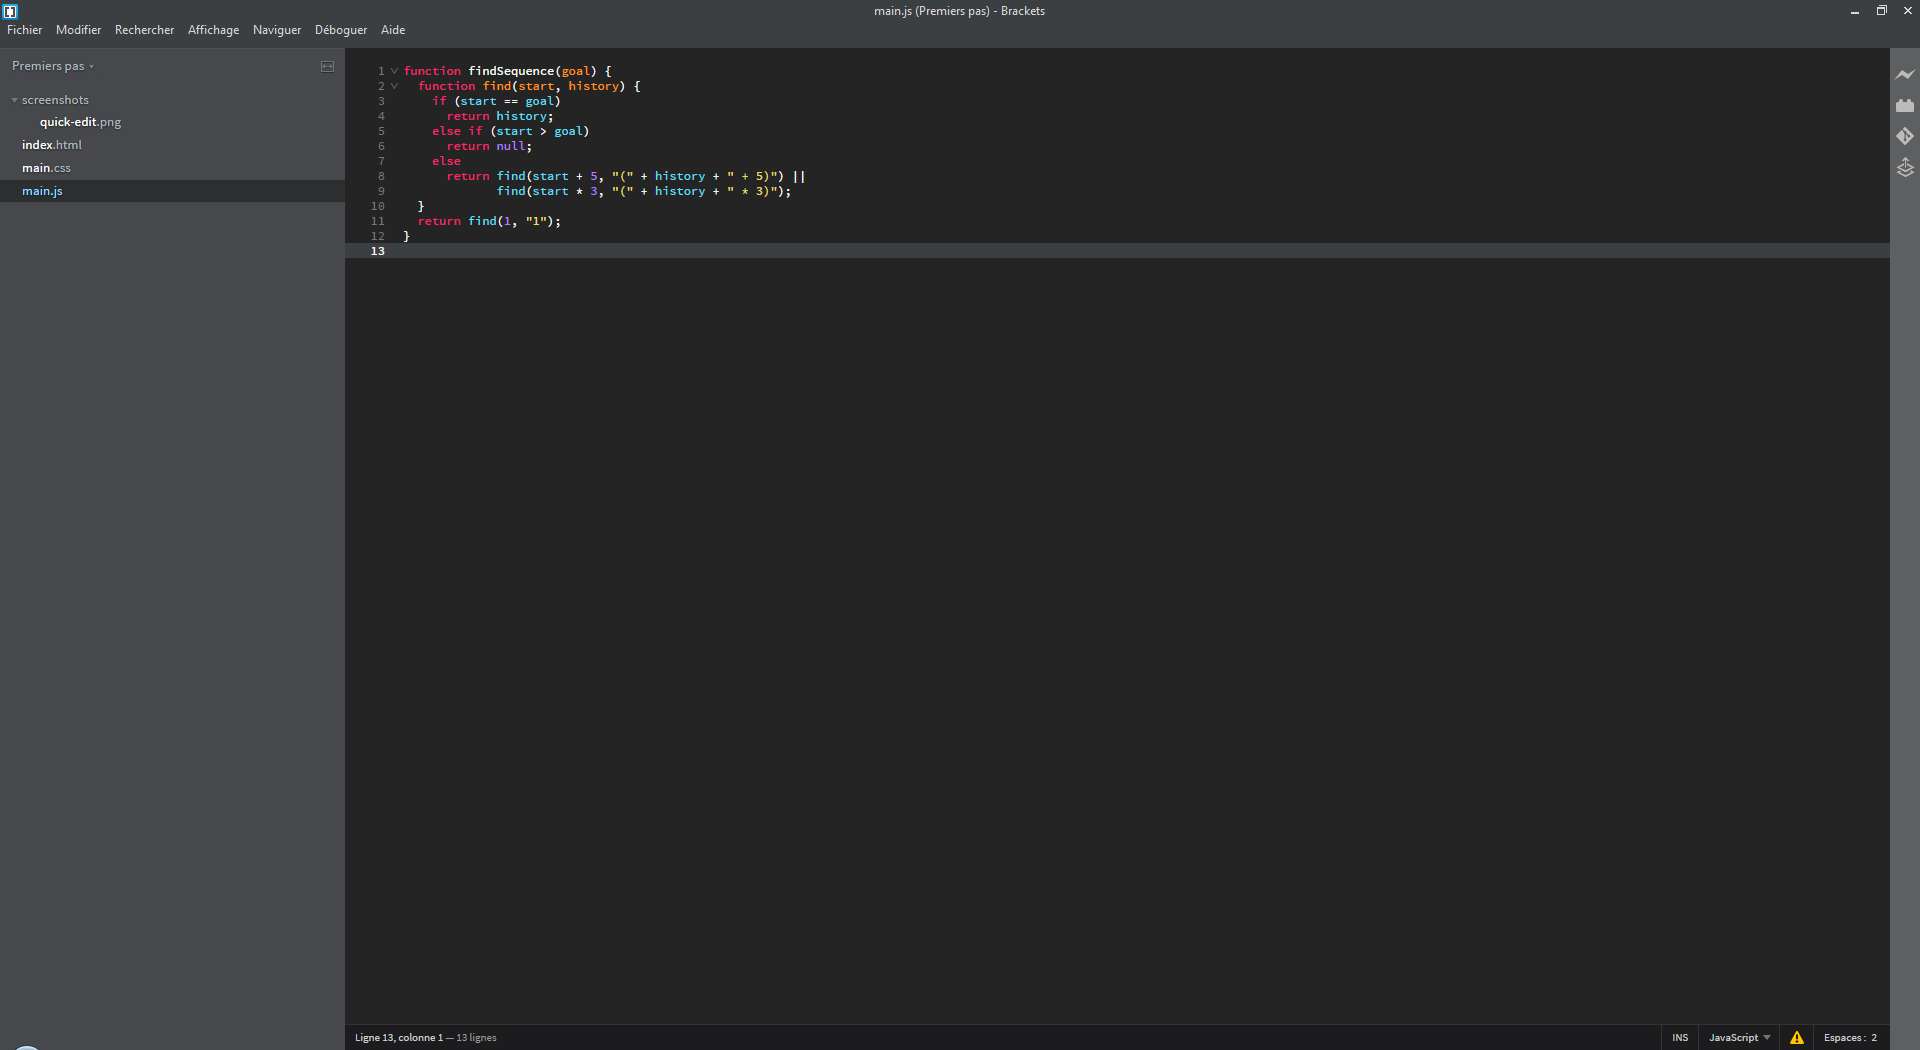 main.js (Premiers pas) - Brackets
Fichier Modifier Rechercher Affichage Naviguer Déboguer Aide
Premiers pas
screenshots
quick-edit.png
index.html
main.css
main.js
1 function findSequence(goal) {
2 function find(start, history) {
3 if (start == goal)
4 return history;
5 else if (start > goal)
6 return null;
7 else
8 return find(start + 5, "(" + history + " + 5)") ||
9 find(start * 3, "(" + history + " * 3)");
10 }
11 return find(1, "1");
12 }
13
Ligne 13, colonne 1 — 13 lignes
INS JavaScript Espaces : 2